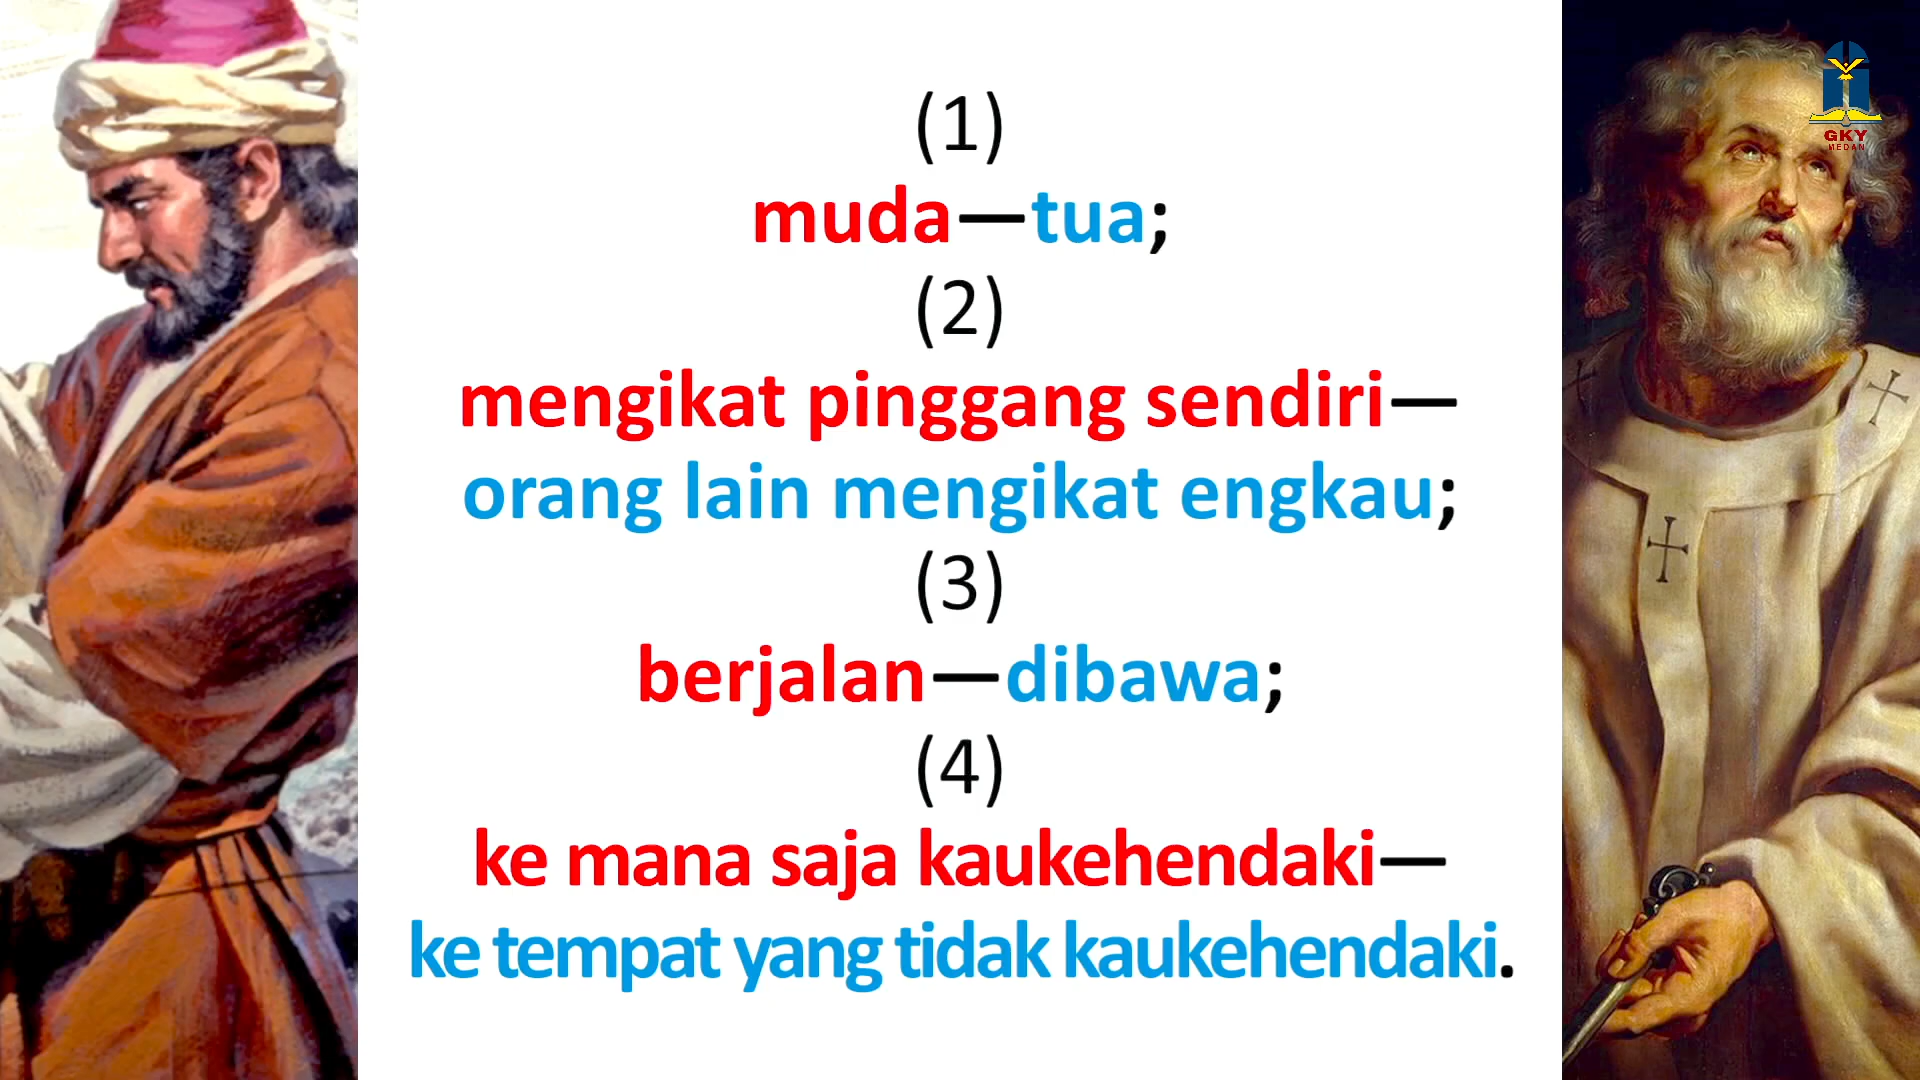 (1)
muda—tua;
(2)
mengikat pinggang sendiri—
orang lain mengikat engkau;
(3)
berjalan—dibawa;
(4)
ke mana saja kaukehendaki—
ke tempat yang tidak kaukehendaki.
GKY
MEDAN